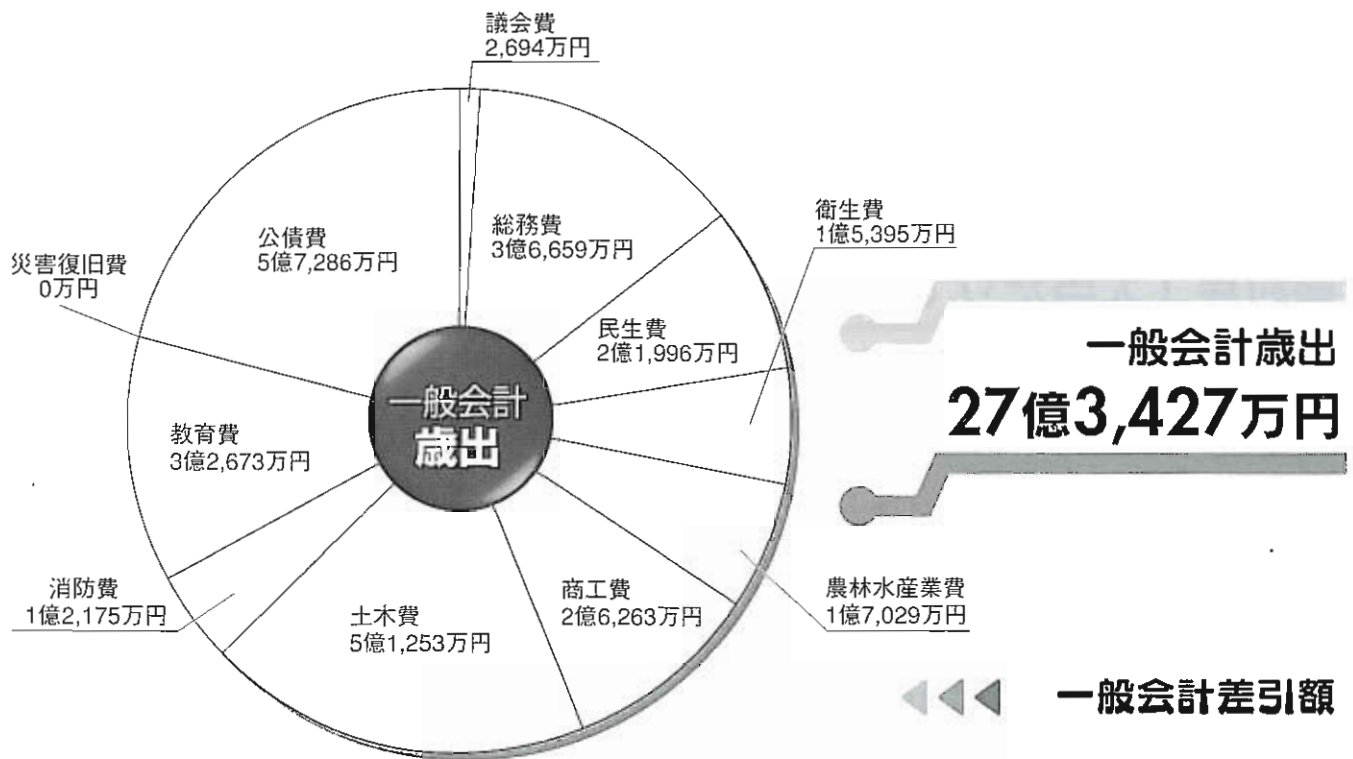 議会費
2,694万円
総務費
3億6,659万円
衛生費
1億5,395万円
公債費
5億7,286万円
災害復旧費
0万円
民生費
2億1,996万円
一般会計歳出
27億3,427万円
一般会計
歳出
教育費
3億2,673万円
消防費
1億2,175万円
土木費
5億1,253万円
商工費
2億6,263万円
農林水産業費
1億7,029万円
一般会計差引額